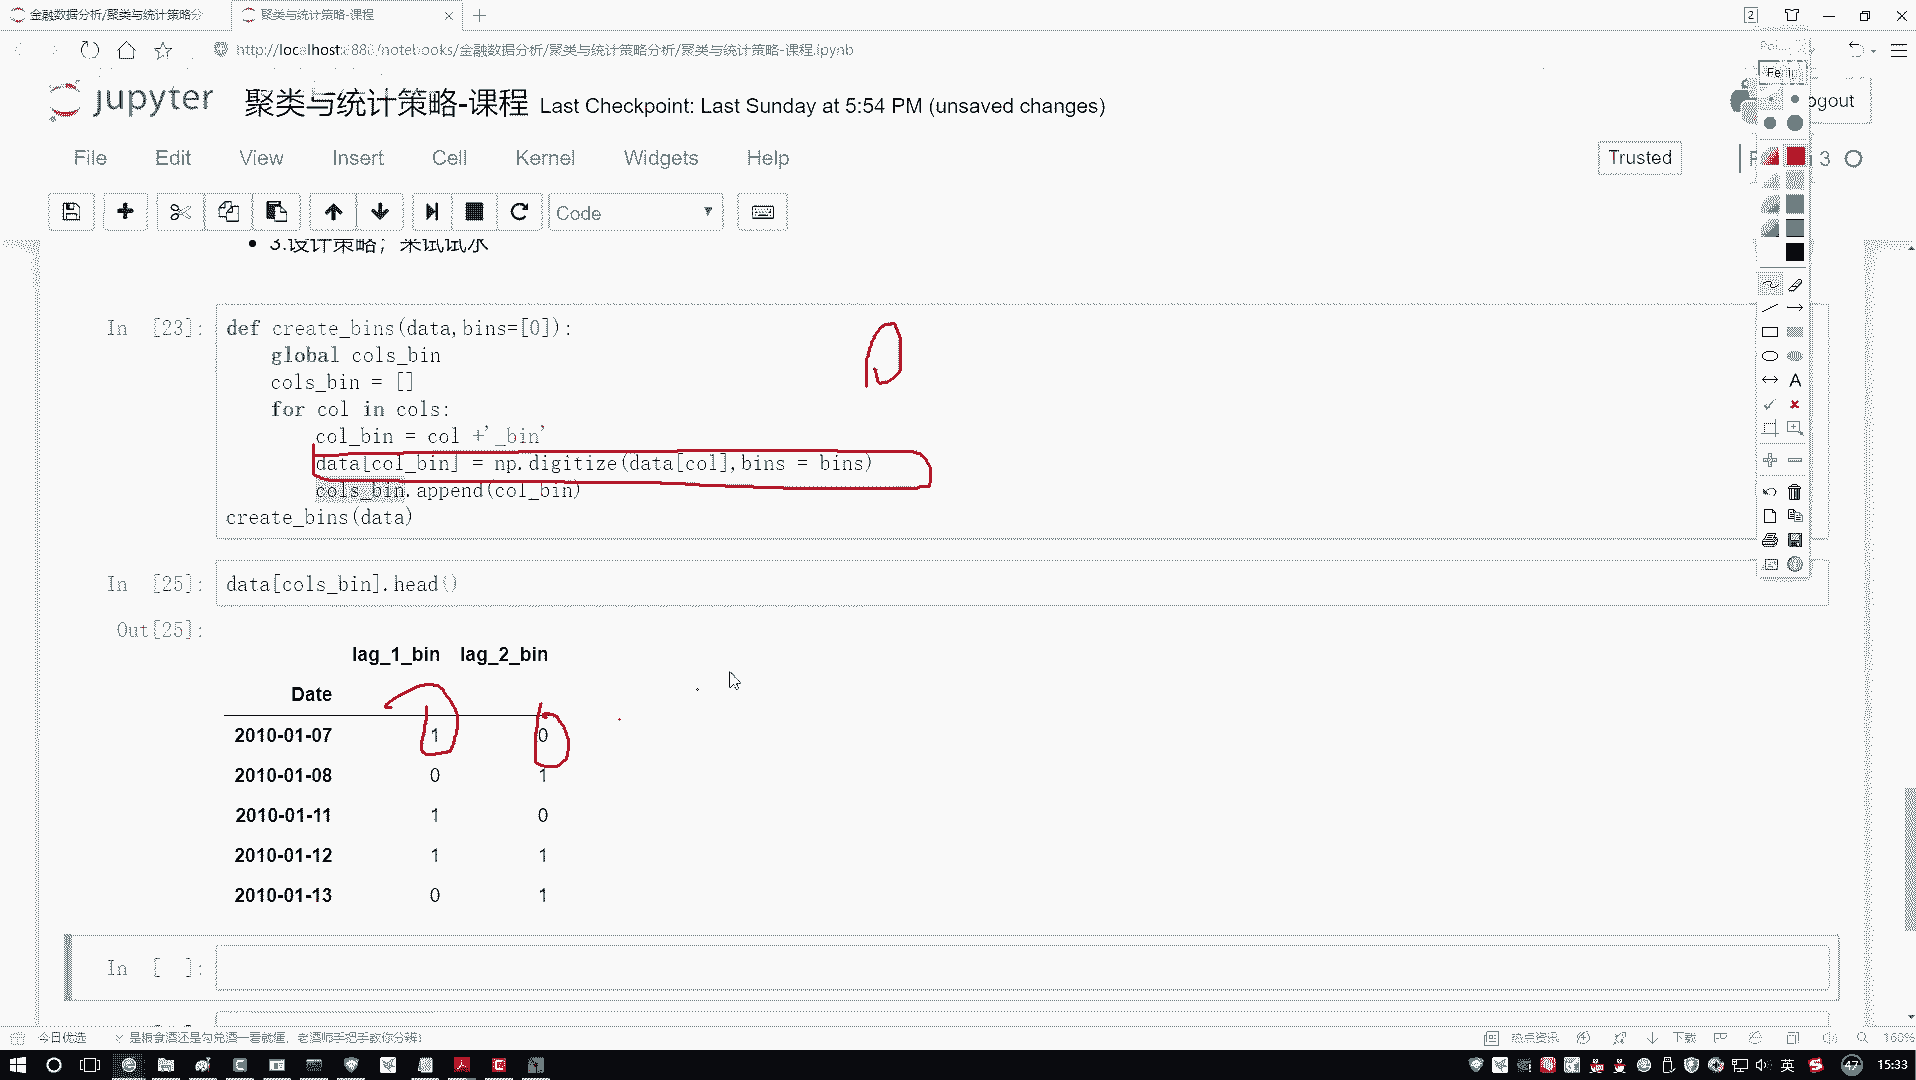 金融数据分析/聚类与统计策略分
聚类与统计策略-课程
2
http://localhost:888/notebooks/金融数据分析/聚类与统计策略分析/聚类与统计策略-课程.ipynb
jupyter 聚类与统计策略-课程 Last Checkpoint: Last Sunday at 5:54 PM (unsaved changes)
ogout
File Edit View Insert Cell Kernel Widgets Help
Trusted
3
Code
3.设计策略；来试试水
In [23]:
def create_bins(data,bins=[0]):
global cols_bin
cols_bin = []
for col in cols:
col_bin = col +'_bin'
data[col_bin] = np.digitize(data[col],bins = bins)
cols_bin.append(col_bin)
create_bins(data)
In [25]: data[cols_bin].head()
Out[25]:
lag_1_bin lag_2_bin
Date
2010-01-07 1 0
2010-01-08 0 1
2010-01-11 1 0
2010-01-12 1 1
2010-01-13 0 1
In [ ]:
今日优选 是粮食酒还是勾兑酒一看就懂，老酒师手把手教你分辨！
热点资讯 下载 160%
英 47 15:33